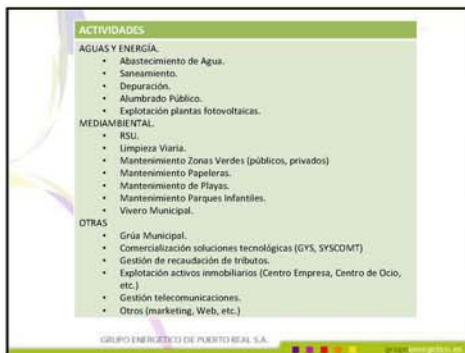 ACTIVIDADES
AGUAS Y ENERGÍA.
• Abastecimiento de Agua.
• Saneamiento.
• Depuración.
• Alumbrado Público.
• Explotación plantas fotovoltaicas.
MEDIAMBIENTAL.
• RSU.
• Limpieza Viaria.
• Mantenimiento Zonas Verdes (públicos, privados)
• Mantenimiento Papeleras.
• Mantenimiento de Playas.
• Mantenimiento Parques Infantiles.
• Vivero Municipal.
OTRAS
• Grúa Municipal.
• Comercialización soluciones tecnológicas (GYS, SYSCOMT)
• Gestión de recaudación de tributos.
• Explotación activos inmobiliarios (Centro Empresa, Centro de Ocio,
etc.)
• Gestión telecomunicaciones.
• Otros (marketing, Web, etc.)
GRUPO ENERGÉTICO DE PUERTO REAL S.A.
grupoenergetico.es